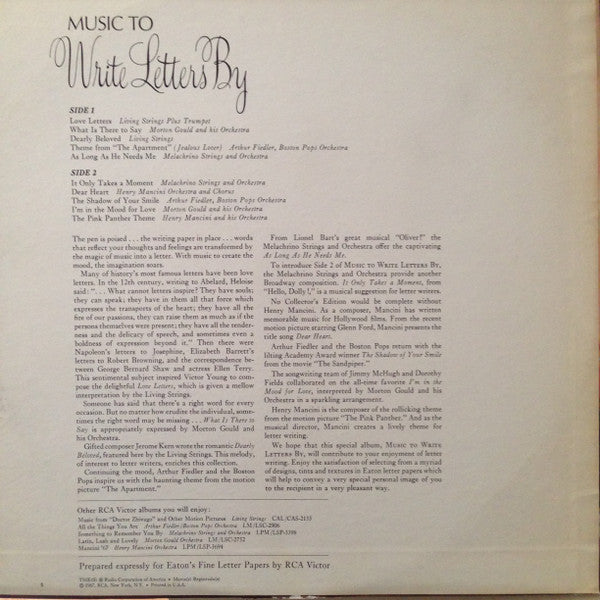 MUSIC TO
Write Letters By
SIDE 1
Love Letters Living Strings Plus Trumpet
What Is There to Say Morton Gould and his Orchestra
Dearly Beloved Living Strings
Theme from "The Apartment" (Jealous Lover) Arthur Fiedler, Boston Pops Orchestra
As Long As He Needs Me Melachrino Strings and Orchestra
SIDE 2
It Only Takes a Moment Melachrino Strings and Orchestra
Dear Heart Henry Mancini Orchestra and Chorus
The Shadow of Your Smile Arthur Fiedler, Boston Pops Orchestra
I'm in the Mood for Love Morton Gould and his Orchestra
The Pink Panther Theme Henry Mancini and his Orchestra
The pen is poised . . . the writing paper in place . . . words
that reflect your thoughts and feelings are transformed by
the magic of music into a letter. With music to create the
mood, the imagination soars.
Many of history's most famous letters have been love
letters. In the 12th century, writing to Abelard, Heloise
said: ". . . What cannot letters inspire? They have souls;
they can speak; they have in them all that force which
expresses the transports of the heart; they have all the
fire of our passions, they can raise them as much as if the
persons themselves were present; they have all the tender-
ness and the delicacy of speech, and sometimes even a
boldness of expression beyond it." Then there were
Napoleon's letters to Josephine, Elizabeth Barrett's
letters to Robert Browning, and the correspondence be-
tween George Bernard Shaw and actress Ellen Terry.
This sentimental subject inspired Victor Young to com-
pose the delightful Love Letters, which is given a mellow
interpretation by the Living Strings.
Someone has said that there's a right word for every
occasion. But no matter how erudite the individual, some-
times the right word may be missing . . . What Is There to
Say is appropriately expressed by Morton Gould and
his Orchestra.
Gifted composer Jerome Kern wrote the romantic Dearly
Beloved, featured here by the Living Strings. This melody,
of interest to letter writers, enriches this collection.
Continuing the mood, Arthur Fiedler and the Boston
Pops inspire us with the haunting theme from the motion
picture "The Apartment."
From Lionel Bart's great musical "Oliver!" the
Melachrino Strings and Orchestra offer the captivating
As Long As He Needs Me.
To introduce Side 2 of MUSIC TO WRITE LETTERS BY,
the Melachrino Strings and Orchestra provide another
Broadway composition. It Only Takes a Moment, from
"Hello, Dolly!," is a musical suggestion for letter writers.
No Collector's Edition would be complete without
Henry Mancini. As a composer, Mancini has written
memorable music for Hollywood films. From the recent
motion picture starring Glenn Ford, Mancini presents the
title song Dear Heart.
Arthur Fiedler and the Boston Pops return with the
lilting Academy Award winner The Shadow of Your Smile
from the movie "The Sandpiper."
The songwriting team of Jimmy McHugh and Dorothy
Fields collaborated on the all-time favorite I'm in the
Mood for Love, interpreted by Morton Gould and his
Orchestra in a sparkling arrangement.
Henry Mancini is the composer of the rollicking theme
from the motion picture "The Pink Panther." And as the
musical director, Mancini creates a lively theme for
letter writing.
We hope that this special album, MUSIC TO WRITE
LETTERS BY, will contribute to your enjoyment of letter
writing. Enjoy the satisfaction of selecting from a myriad
of designs, tints and textures in Eaton letter papers which
will help to convey a very special personal image of you
to the recipient in a very pleasant way.
Other RCA Victor albums you will enjoy:
Music from "Doctor Zhivago" and Other Motion Pictures Living Strings CAL/CAS-2133
All the Things You Are Arthur Fiedler/Boston Pops Orchestra LM/LSC-2906
Something to Remember You By Melachrino Strings and Orchestra LPM/LSP-3398
Latin, Lush and Lovely Morton Gould Orchestra LM/LSC-2752
Mancini '67 Henry Mancini Orchestra LPM/LSP-3694
Prepared expressly for Eaton's Fine Letter Papers by RCA Victor
® Radio Corporation of America • Marca(s) Registrada(s)
© 1967, RCA, New York, N.Y. • Printed in U.S.A.